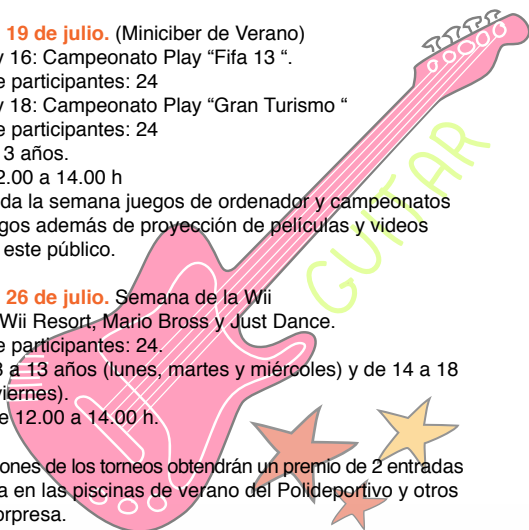 19 de julio. (Miniciber de Verano)
y 16: Campeonato Play “Fifa 13 “.
e participantes: 24
y 18: Campeonato Play “Gran Turismo “
e participantes: 24
3 años.
2.00 a 14.00 h
da la semana juegos de ordenador y campeonatos
gos además de proyección de películas y videos
este público.
26 de julio. Semana de la Wii
Wii Resort, Mario Bross y Just Dance.
e participantes: 24.
3 a 13 años (lunes, martes y miércoles) y de 14 a 18
viernes).
e 12.00 a 14.00 h.
ones de los torneos obtendrán un premio de 2 entradas
a en las piscinas de verano del Polideportivo y otros
orpresa.
GUITAR